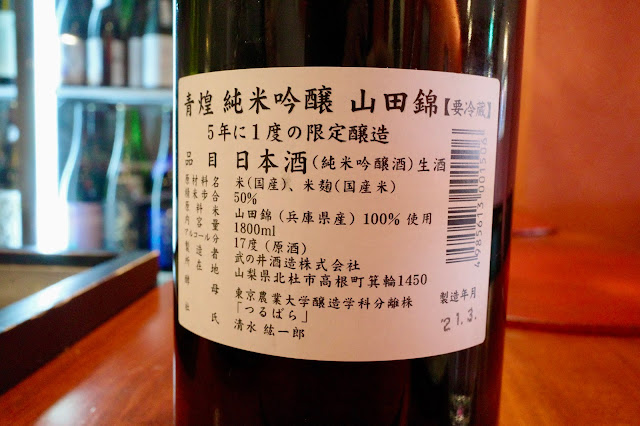 青煌 純米吟醸 山田錦【要冷蔵】
5年に1度の限定醸造
品目 日本酒(純米吟醸酒)生酒
原材料名 米(国産)、米麹(国産米)
精米歩合 50%
原料米 山田錦(兵庫県産)100% 使用
内容量 1800ml
アルコール分 17度(原酒)
製造者 武の井酒造株式会社
所在地 山梨県北杜市高根町箕輪1450
酵母 東京農業大学醸造学科分離株
「つるばら」
杜氏 清水 紘一郎
4985613001506
製造年月
'21.3.